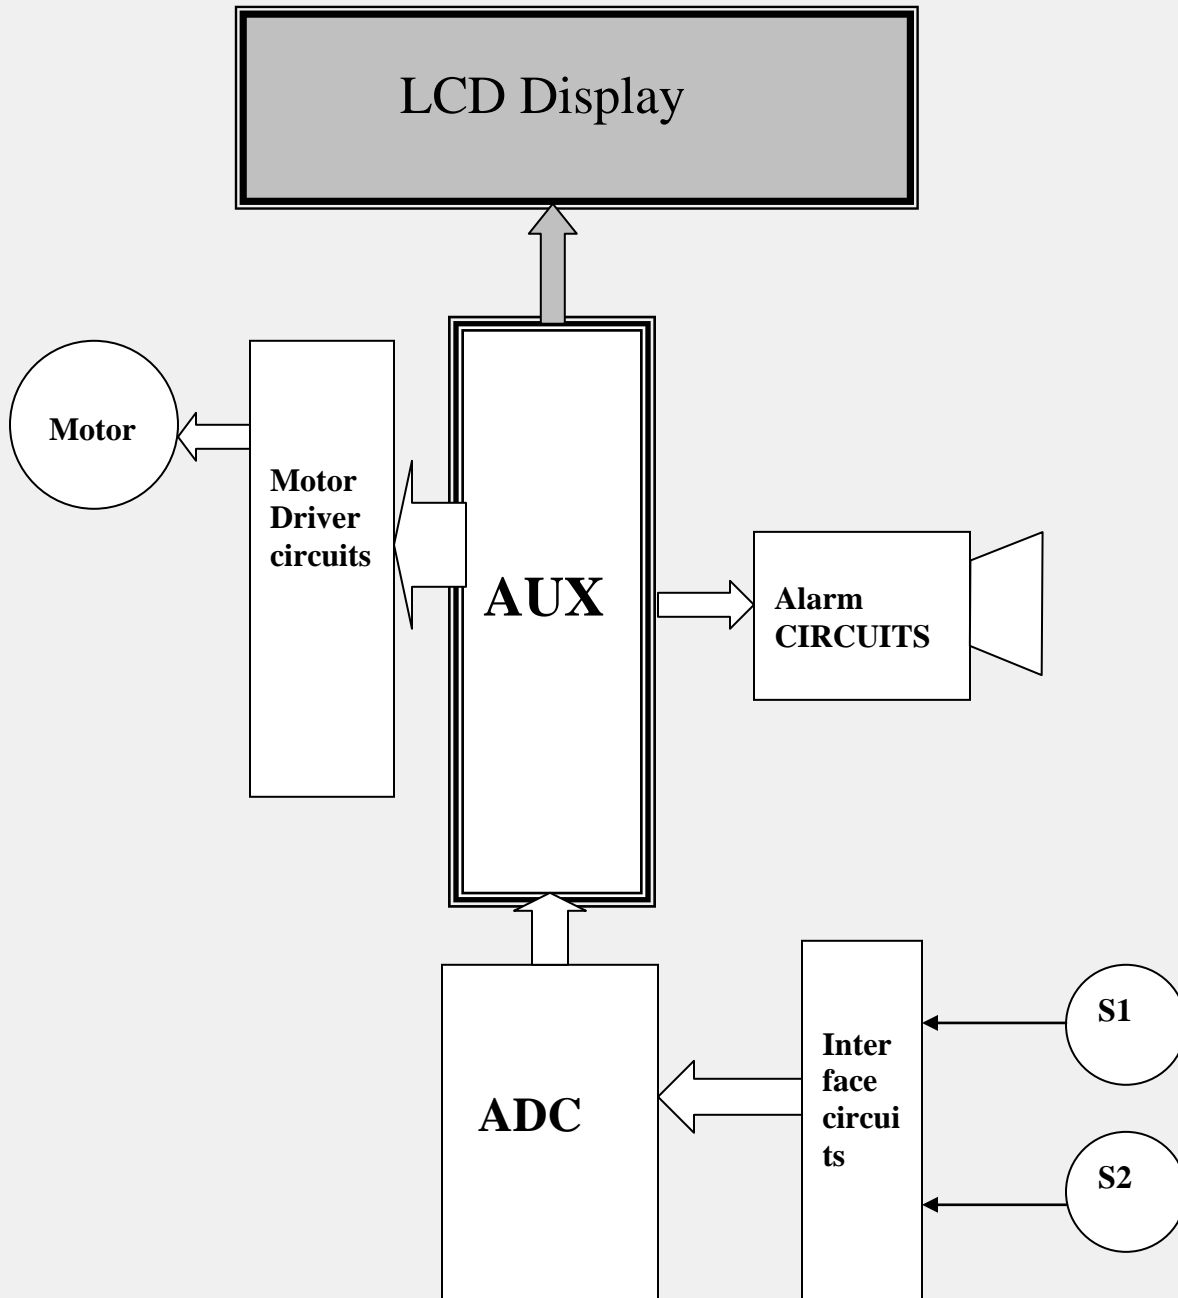 LCD Display
Motor
Motor
Driver
circuits
AUX
Alarm
CIRCUITS
ADC
Inter
face
circui
ts
S1
S2